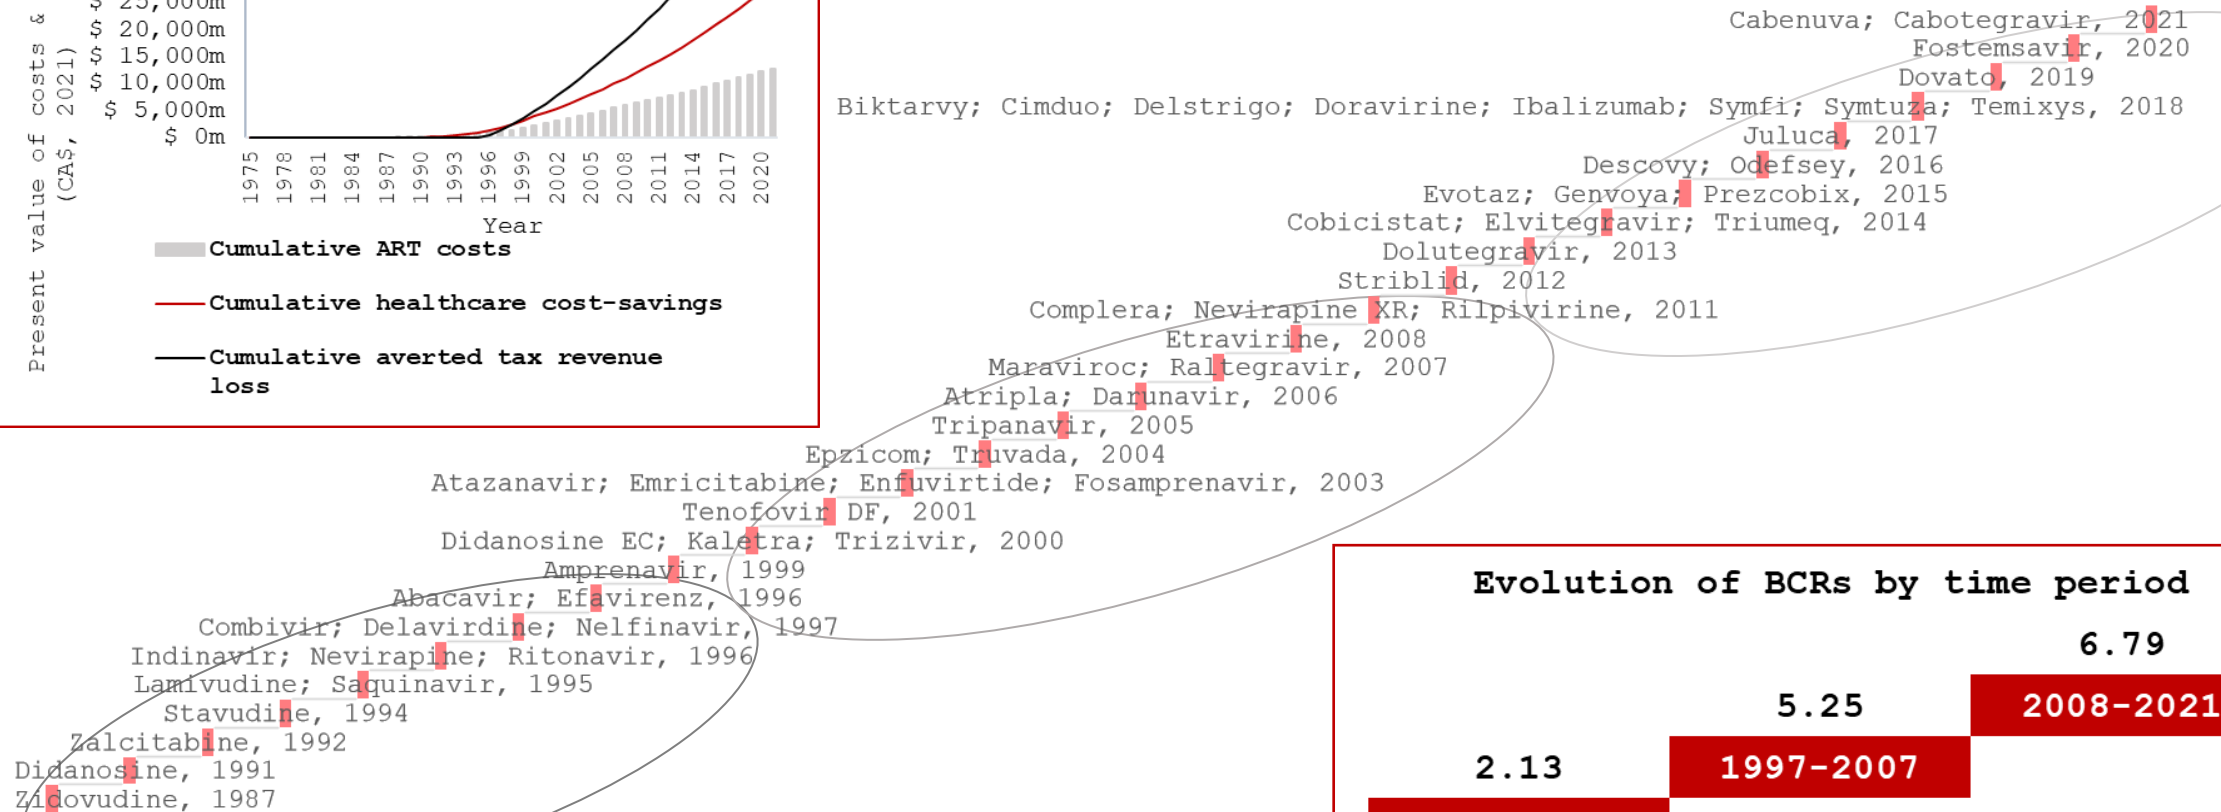 Present value of costs &
(CA$, 2021)
$ 25,000m
$ 20,000m
$ 15,000m
$ 10,000m
$ 5,000m
$ 0m
1975
1978
1981
1984
1987
1990
1993
1996
1999
2002
2005
2008
2011
2014
2017
2020
Year
Cumulative ART costs
Cumulative healthcare cost-savings
Cumulative averted tax revenue
loss
Cabenuva; Cabotegravir, 2021
Fostemsavir, 2020
Dovato, 2019
Biktarvy; Cimduo; Delstrigo; Doravirine; Ibalizumab; Symfi; Symtuza; Temixys, 2018
Juluca, 2017
Descovy; Odefsey, 2016
Evotaz; Genvoya; Prezcobix, 2015
Cobicistat; Elvitegravir; Triumeq, 2014
Dolutegravir, 2013
Striblid, 2012
Complera; Nevirapine XR; Rilpivirine, 2011
Etravirine, 2008
Maraviroc; Raltegravir, 2007
Atripla; Darunavir, 2006
Tripanavir, 2005
Epzicom; Truvada, 2004
Atazanavir; Emricitabine; Enfuvirtide; Fosamprenavir, 2003
Tenofovir DF, 2001
Didanosine EC; Kaletra; Trizivir, 2000
Amprenavir, 1999
Abacavir; Efavirenz, 1996
Combivir; Delavirdine; Nelfinavir, 1997
Indinavir; Nevirapine; Ritonavir, 1996
Lamivudine; Saquinavir, 1995
Stavudine, 1994
Zalcitabine, 1992
Didanosine, 1991
Zidovudine, 1987
Evolution of BCRs by time period
6.79
2008-2021
5.25
1997-2007
2.13